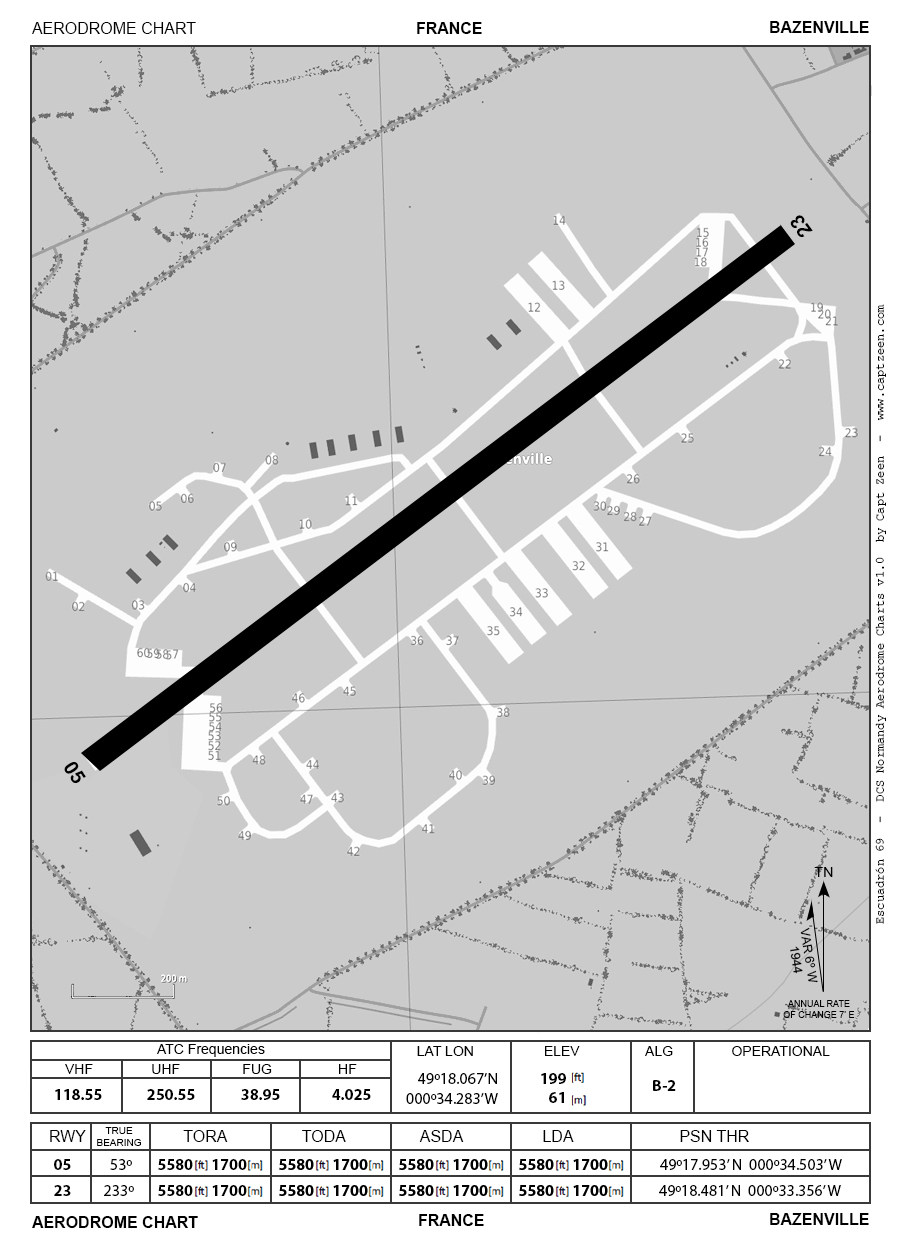 AERODROME CHART FRANCE BAZENVILLE
23
14
15
16
17
18
13
12
19
20
21
22
23
24
25
enville
26
07
08
05
06
11
10
09
30 29 28 27
31
32
33
34
35
01
02
03
04
36 37
60 59 58 57
45
46
38
56
55
54
53
52
51
48
44
40
39
05
50
47 43
41
49
42
200 m
TN
VAR 6º W
1944
ANNUAL RATE
OF CHANGE 7' E
Escuadrón 69 - DCS Normandy Aerodrome Charts v1.0 by Capt Zeen - www.captzeen.com
ATC Frequencies LAT LON ELEV ALG OPERATIONAL
VHF UHF FUG HF
49º18.067'N 199 [ft]
118.55 250.55 38.95 4.025 B-2
000º34.283'W 61 [m]
RWY TRUE BEARING TORA TODA ASDA LDA PSN THR
05 53º 5580 [ft] 1700 [m] 5580 [ft] 1700 [m] 5580 [ft] 1700 [m] 5580 [ft] 1700 [m] 49º17.953'N 000º34.503'W
23 233º 5580 [ft] 1700 [m] 5580 [ft] 1700 [m] 5580 [ft] 1700 [m] 5580 [ft] 1700 [m] 49º18.481'N 000º33.356'W
AERODROME CHART FRANCE BAZENVILLE